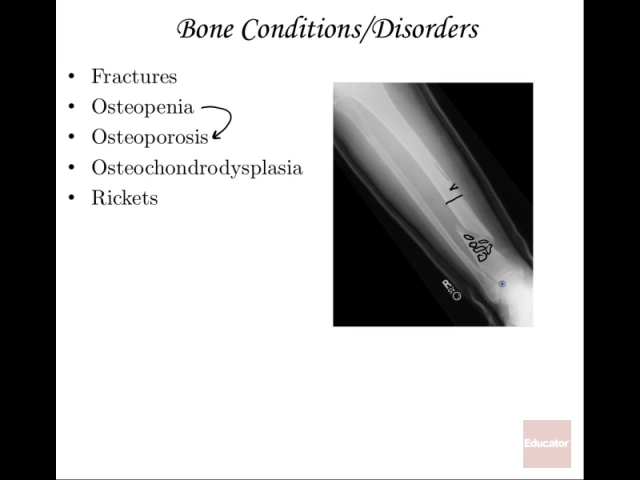 Bone Conditions/Disorders
• Fractures
• Osteopenia
• Osteoporosis
• Osteochondrodysplasia
• Rickets
Educator